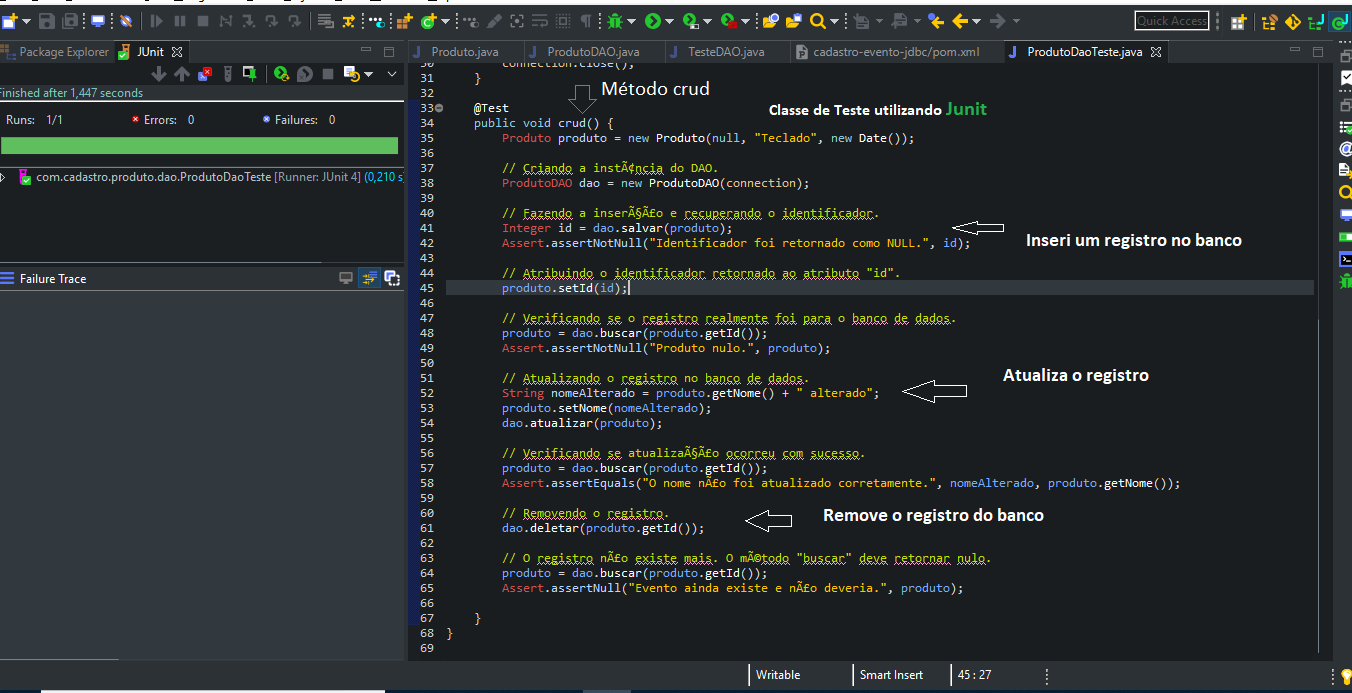 Quick Access
Package Explorer
JUnit
Produto.java
ProdutoDAO.java
TesteDAO.java
cadastro-evento-jdbc/pom.xml
ProdutoDaoTeste.java
Finished after 1,447 seconds
Runs: 1/1
Errors: 0
Failures: 0
com.cadastro.produto.dao.ProdutoDaoTeste [Runner: JUnit 4] (0,210 s
Failure Trace
Método crud
Classe de Teste utilizando Junit
30 connection.close();
31 }
32
33 @Test
34 public void crud() {
35 Produto produto = new Produto(null, "Teclado", new Date());
36
37 // Criando a instÃ¢ncia do DAO.
38 ProdutoDAO dao = new ProdutoDAO(connection);
39
40 // Fazendo a inserÃ§Ã£o e recuperando o identificador.
41 Integer id = dao.salvar(produto);
42 Assert.assertNotNull("Identificador foi retornado como NULL.", id);
Inseri um registro no banco
43
44 // Atribuindo o identificador retornado ao atributo "id".
45 produto.setId(id);
46
47 // Verificando se o registro realmente foi para o banco de dados.
48 produto = dao.buscar(produto.getId());
49 Assert.assertNotNull("Produto nulo.", produto);
50
51 // Atualizando o registro no banco de dados.
Atualiza o registro
52 String nomeAlterado = produto.getNome() + " alterado";
53 produto.setNome(nomeAlterado);
54 dao.atualizar(produto);
55
56 // Verificando se atualizaÃ§Ã£o ocorreu com sucesso.
57 produto = dao.buscar(produto.getId());
58 Assert.assertEquals("O nome nÃ£o foi atualizado corretamente.", nomeAlterado, produto.getNome());
59
60 // Removendo o registro.
Remove o registro do banco
61 dao.deletar(produto.getId());
62
63 // O registro nÃ£o existe mais. O mÃ©todo "buscar" deve retornar nulo.
64 produto = dao.buscar(produto.getId());
65 Assert.assertNull("Evento ainda existe e nÃ£o deveria.", produto);
66
67 }
68 }
69
Writable
Smart Insert
45 : 27